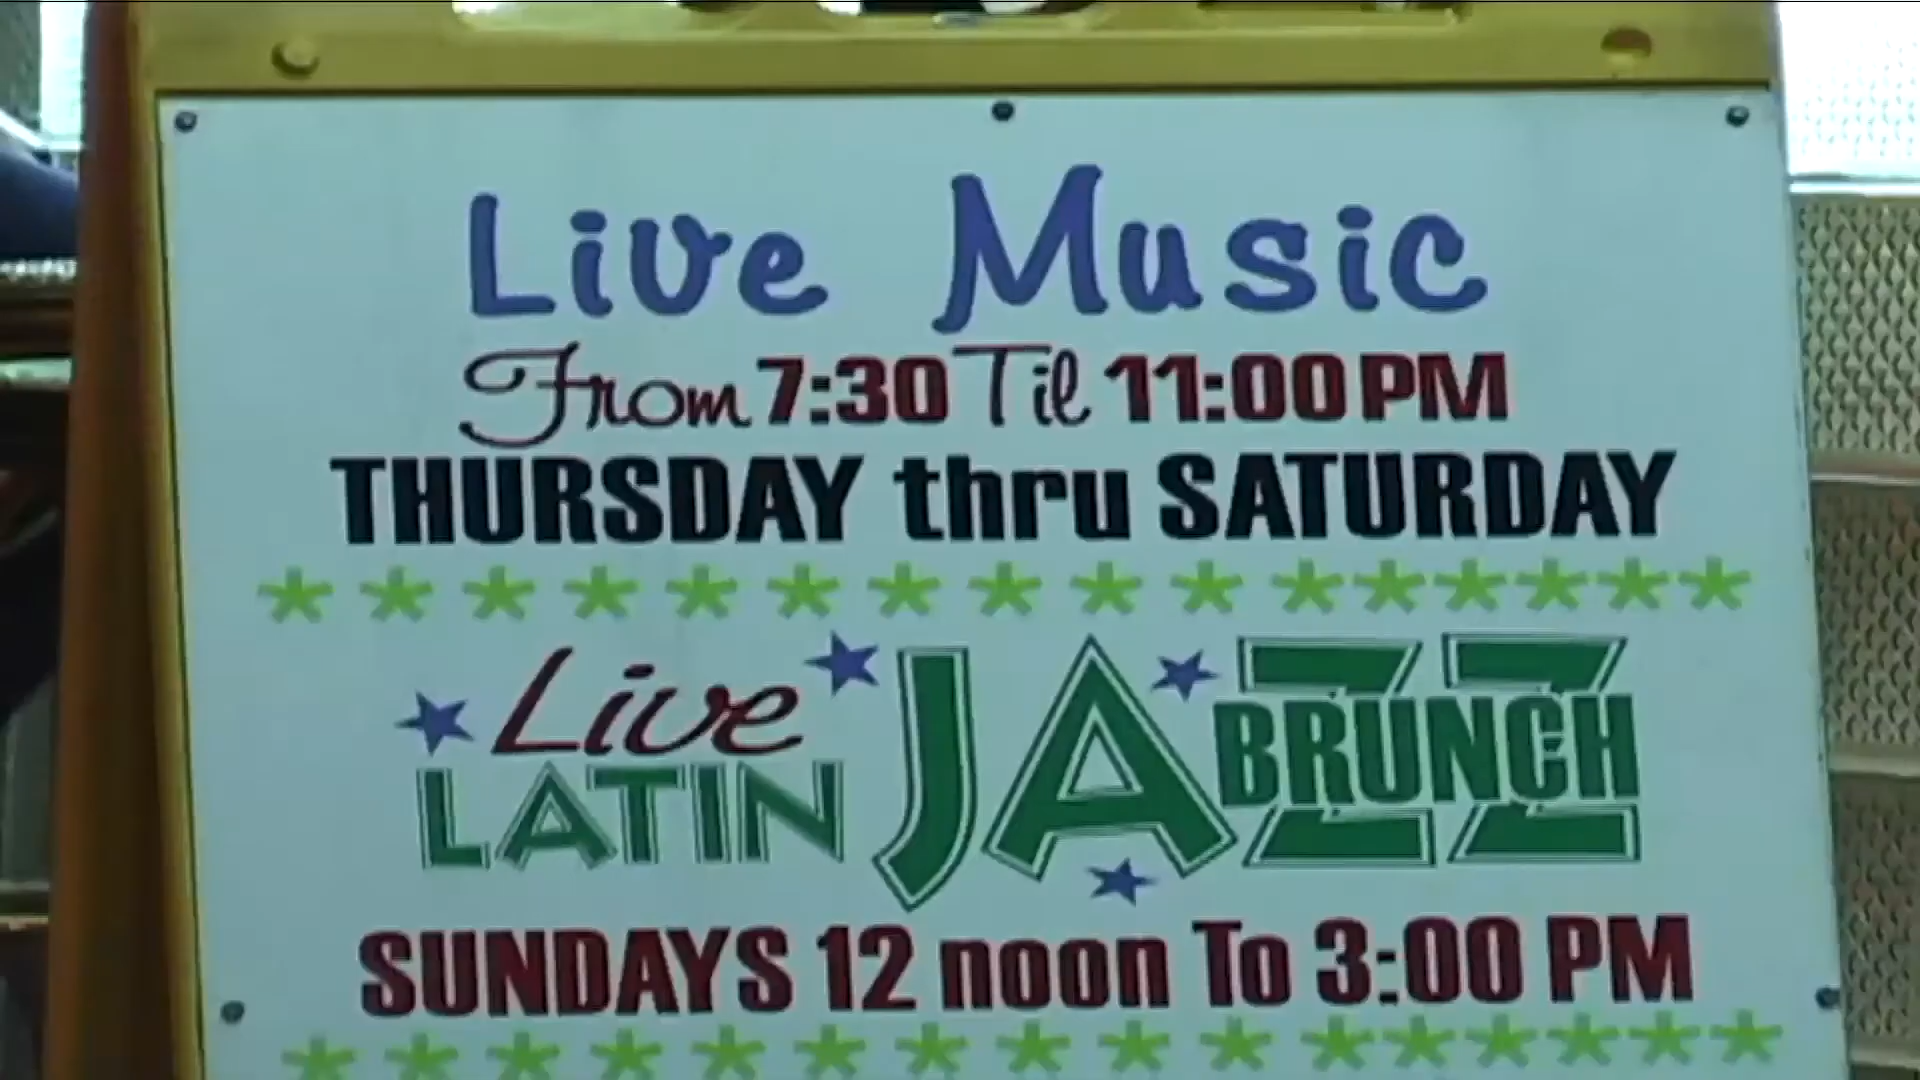 Live Music
From 7:30 Til 11:00 PM
THURSDAY thru SATURDAY
* * * * * * * * * * * * * * * *
Live
LATIN JAZZ BRUNCH
SUNDAYS 12 noon To 3:00 PM
* * * * * * * * * * * * * * * *